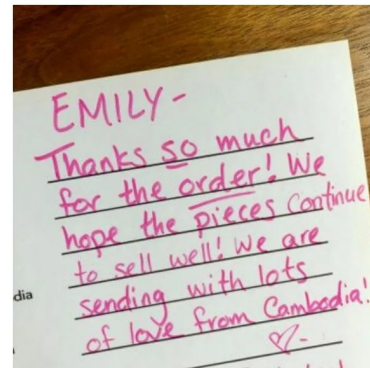 EMILY-
Thanks so much
for the order! We
hope the pieces continue
to sell well! We are
dia
sending with lots
of love from Cambodia!